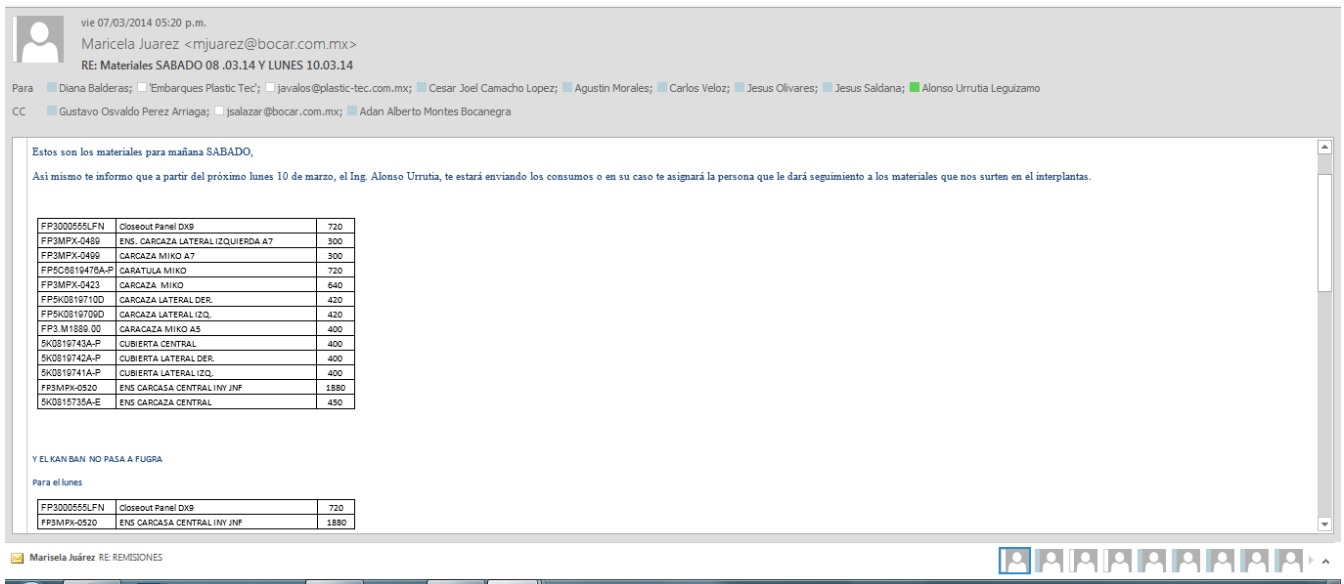 vie 07/03/2014 05:20 p.m.
Maricela Juarez <mjuarez@bocar.com.mx>
RE: Materiales SABADO 08 .03.14 Y LUNES 10.03.14
Para Diana Balderas; 'Embarques Plastic Tec'; javalos@plastic-tec.com.mx; Cesar Joel Camacho Lopez; Agustin Morales; Carlos Veloz; Jesus Olivares; Jesus Saldana; Alonso Urrutia Leguizamo
CC Gustavo Osvaldo Perez Arriaga; jsalazar@bocar.com.mx; Adan Alberto Montes Bocanegra
Estos son los materiales para mañana SABADO,
Así mismo te informo que a partir del próximo lunes 10 de marzo, el Ing. Alonso Urrutia, te estará enviando los consumos o en su caso te asignará la persona que le dará seguimiento a los materiales que nos surten en el interplantas.
FP3000555LFN Closeout Panel DX9 720
FP3MPX-0489 ENS. CARCAZA LATERAL IZQUIERDA A7 300
FP3MPX-0499 CARCAZA MIKO A7 300
FP5C6819476A-P CARATULA MIKO 720
FP3MPX-0423 CARCAZA MIKO 640
FP5K0819710D CARCAZA LATERAL DER. 420
FP5K0819709D CARCAZA LATERAL IZQ. 420
FP3.M1889.00 CARACAZA MIKO A5 400
5K0819743A-P CUBIERTA CENTRAL 400
5K0819742A-P CUBIERTA LATERAL DER. 400
5K0819741A-P CUBIERTA LATERAL IZQ. 400
FP3MPX-0520 ENS CARCASA CENTRAL INY JNF 1880
5K0815735A-E ENS CARCAZA CENTRAL 450
Y EL KAN BAN NO PASA A FUGRA
Para el lunes
FP3000555LFN Closeout Panel DX9 720
FP3MPX-0520 ENS CARCASA CENTRAL INY JNF 1880
Marisela Juárez RE: REMISIONES